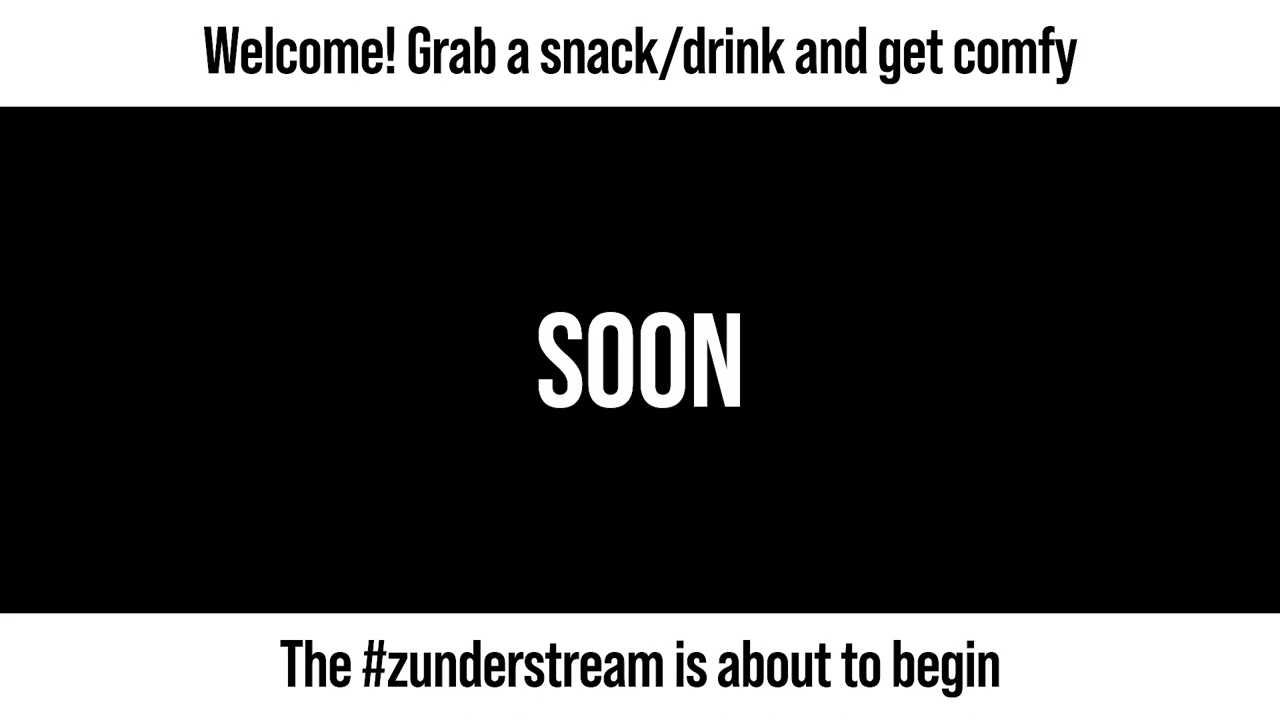 Welcome! Grab a snack/drink and get comfy
SOON
The #zunderstream is about to begin